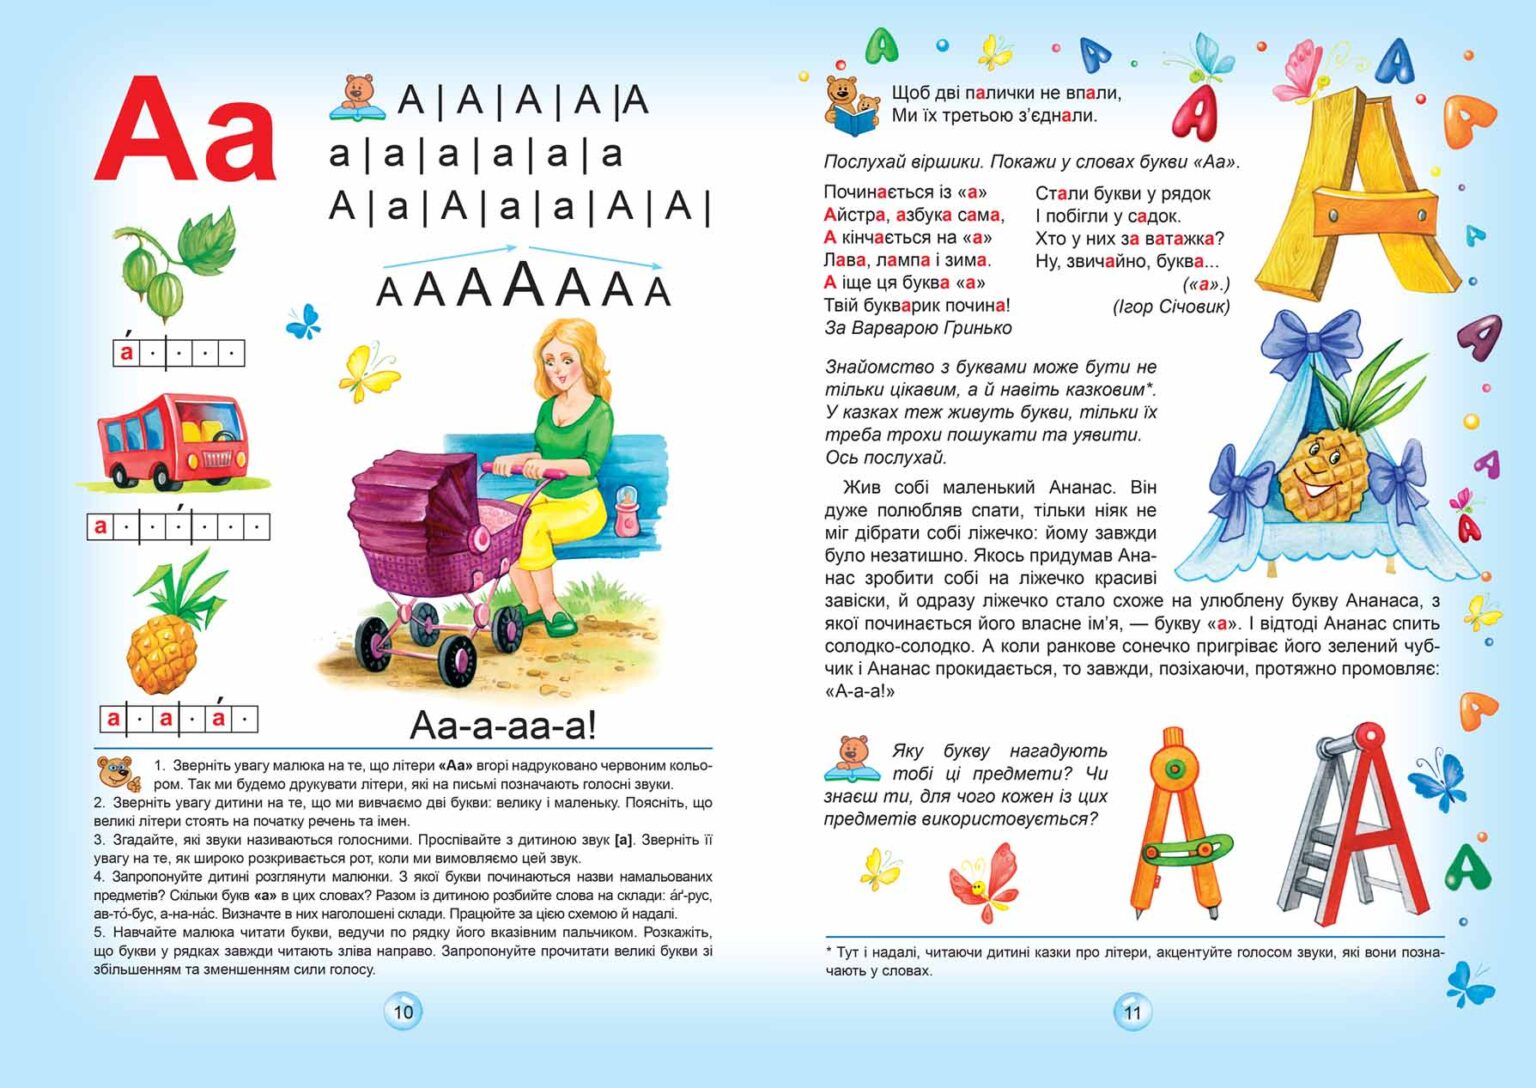 Аа
А | А | А | А |А
а | а | а | а | а | а
А | а | А | а | а | А | А |
А А А А А А А
а
а
а а а
Аа-а-аа-а!
1. Зверніть увагу малюка на те, що літери «Аа» вгорі надруковано червоним кольо-
ром. Так ми будемо друкувати літери, які на письмі позначають голосні звуки.
2. Зверніть увагу дитини на те, що ми вивчаємо дві букви: велику і маленьку. Поясніть, що
великі літери стоять на початку речень та імен.
3. Згадайте, які звуки називаються голосними. Проспівайте з дитиною звук [а]. Зверніть її
увагу на те, як широко розкривається рот, коли ми вимовляємо цей звук.
4. Запропонуйте дитині розглянути малюнки. З якої букви починаються назви намальованих
предметів? Скільки букв «а» в цих словах? Разом із дитиною розбийте слова на склади: а́ґ-рус,
ав-то́-бус, а-на-на́с. Визначте в них наголошені склади. Працюйте за цією схемою й надалі.
5. Навчайте малюка читати букви, ведучи по рядку його вказівним пальчиком. Розкажіть,
що букви у рядках завжди читають зліва направо. Запропонуйте прочитати великі букви зі
збільшенням та зменшенням сили голосу.
10
Щоб дві палички не впали,
Ми їх третьою з’єднали.
Послухай віршики. Покажи у словах букви «Аа».
Починається із «а»
Айстра, азбука сама,
А кінчається на «а»
Лава, лампа і зима.
А іще ця буква «а»
Твій букварик почина!
За Варварою Гринько
Стали букви у рядок
І побігли у садок.
Хто у них за ватажка?
Ну, звичайно, буква...
(«а».)
(Ігор Січовик)
Знайомство з буквами може бути не
тільки цікавим, а й навіть казковим*.
У казках теж живуть букви, тільки їх
треба трохи пошукати та уявити.
Ось послухай.
Жив собі маленький Ананас. Він
дуже полюбляв спати, тільки ніяк не
міг дібрати собі ліжечко: йому завжди
було незатишно. Якось придумав Ана-
нас зробити собі на ліжечко красиві
завіски, й одразу ліжечко стало схоже на улюблену букву Ананаса, з
якої починається його власне ім’я, — букву «а». І відтоді Ананас спить
солодко-солодко. А коли ранкове сонечко пригріває його зелений чуб-
чик і Ананас прокидається, то завжди, позіхаючи, протяжно промовляє:
«А-а-а!»
Яку букву нагадують
тобі ці предмети? Чи
знаєш ти, для чого кожен із цих
предметів використовується?
* Тут і надалі, читаючи дитині казки про літери, акцентуйте голосом звуки, які вони позна-
чають у словах.
11